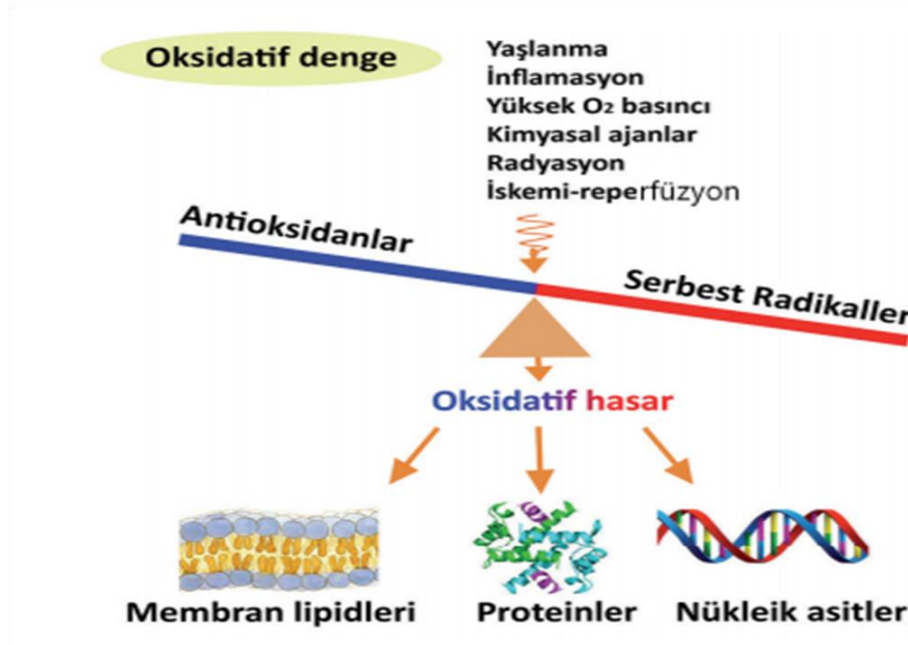 Oksidatif denge
Yaşlanma
İnflamasyon
Yüksek O₂ basıncı
Kimyasal ajanlar
Radyasyon
İskemi-reperfüzyon
Antioksidanlar
Serbest Radikaller
Oksidatif hasar
Membran lipidleri
Proteinler
Nükleik asitler